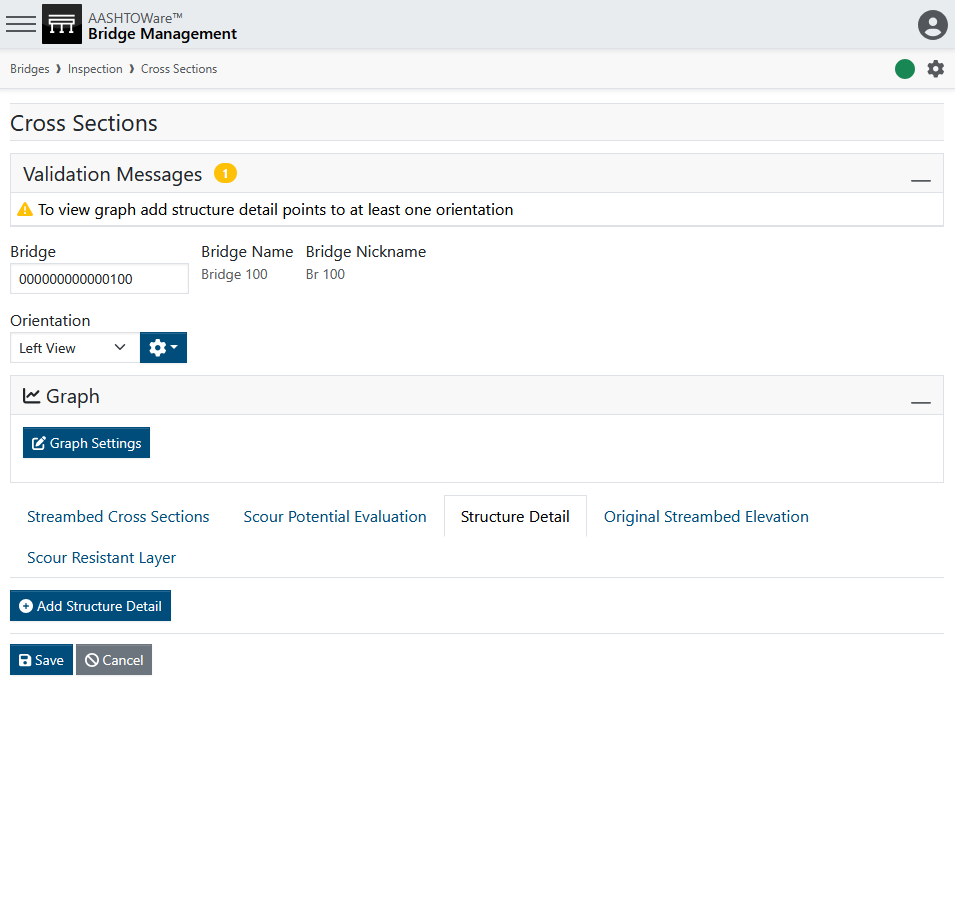 AASHTOWare™
Bridge Management
Bridges ❯ Inspection ❯ Cross Sections
Cross Sections
Validation Messages 1
To view graph add structure detail points to at least one orientation
Bridge Bridge Name Bridge Nickname
000000000000100 Bridge 100 Br 100
Orientation
Left View
Graph
Graph Settings
Streambed Cross Sections Scour Potential Evaluation Structure Detail Original Streambed Elevation
Scour Resistant Layer
Add Structure Detail
Save Cancel